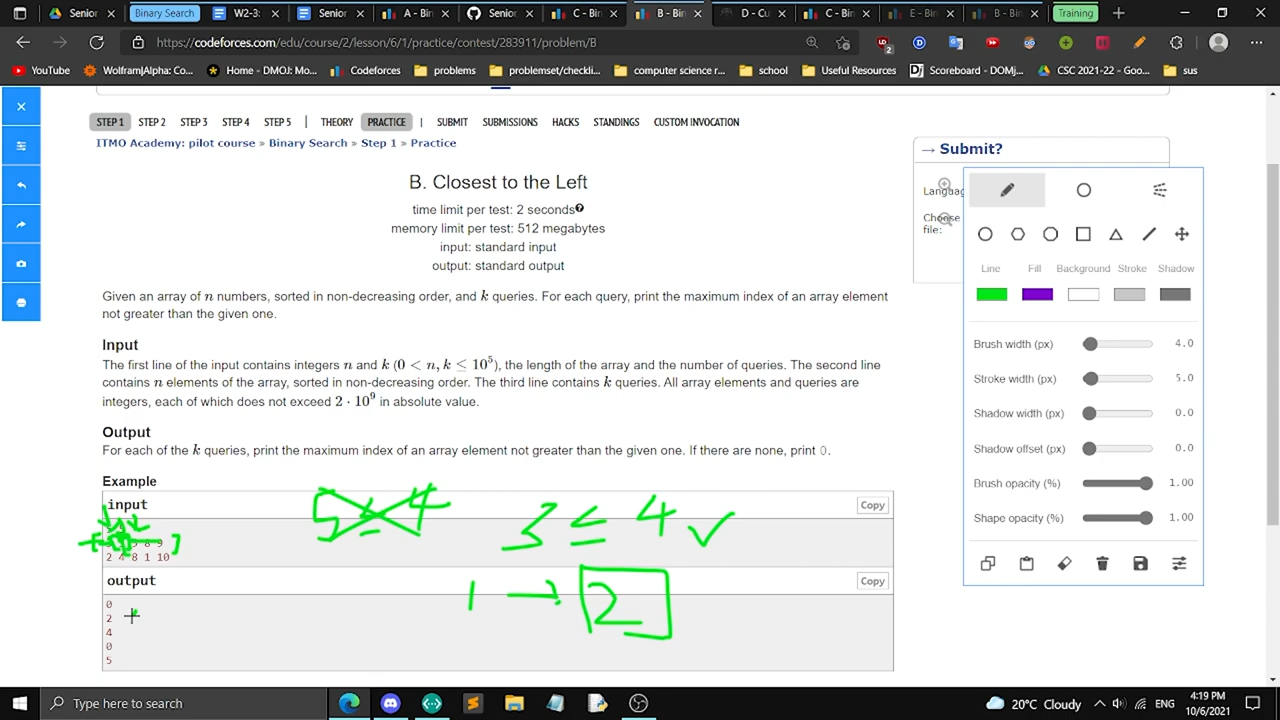 Senior
Binary Search
W2-3:
Senior
A - Bin
Senior
C - Bin
B - Bin
D - Cu
C - Bin
E - Bin
B - Bin
Training
https://codeforces.com/edu/course/2/lesson/6/1/practice/contest/283911/problem/B
2
YouTube
Wolfram|Alpha: Co...
Home - DMOJ: Mo...
Codeforces
problems
problemset/checkli...
computer science r...
school
Useful Resources
Scoreboard — DOMj...
CSC 2021-22 - Goo...
sus
STEP 1 STEP 2 STEP 3 STEP 4 STEP 5 | THEORY PRACTICE | SUBMIT SUBMISSIONS HACKS STANDINGS CUSTOM INVOCATION
ITMO Academy: pilot course » Binary Search » Step 1 » Practice
B. Closest to the Left
time limit per test: 2 seconds
memory limit per test: 512 megabytes
input: standard input
output: standard output
Given an array of n numbers, sorted in non-decreasing order, and k queries. For each query, print the maximum index of an array element
not greater than the given one.
Input
The first line of the input contains integers n and k (0 < n, k ≤ 10⁵), the length of the array and the number of queries. The second line
contains n elements of the array, sorted in non-decreasing order. The third line contains k queries. All array elements and queries are
integers, each of which does not exceed 2 · 10⁹ in absolute value.
Output
For each of the k queries, print the maximum index of an array element not greater than the given one. If there are none, print 0.
Example
input
Copy
8 9
2 4 8 1 10
5 ≤ 4
3 ≤ 4 ✓
output
Copy
0
2
4
0
5
1 → 2
→ Submit?
Languag
Choose
file:
Line Fill Background Stroke Shadow
Brush width (px) 4.0
Stroke width (px) 5.0
Shadow width (px) 0.0
Shadow offset (px) 0.0
Brush opacity (%) 1.00
Shape opacity (%) 1.00
Type here to search
20°C Cloudy
4:19 PM
10/6/2021